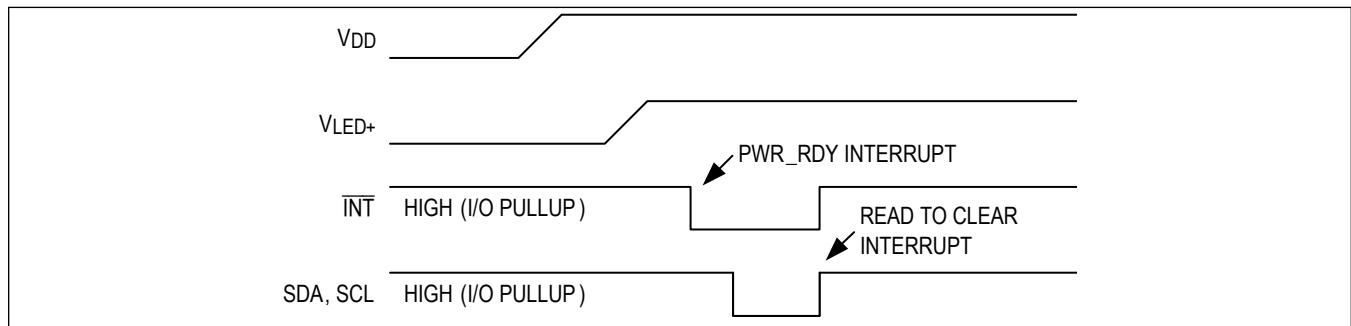 VDD
VLED+
PWR_RDY INTERRUPT
INT HIGH (I/O PULLUP)
READ TO CLEAR
INTERRUPT
SDA, SCL HIGH (I/O PULLUP)